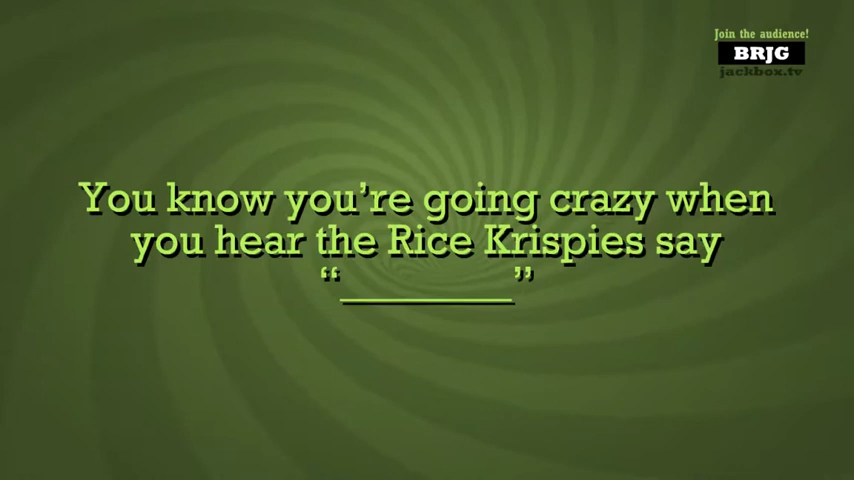 Join the audience!
BRJG
jackbox.tv
You know you’re going crazy when
you hear the Rice Krispies say
“________”